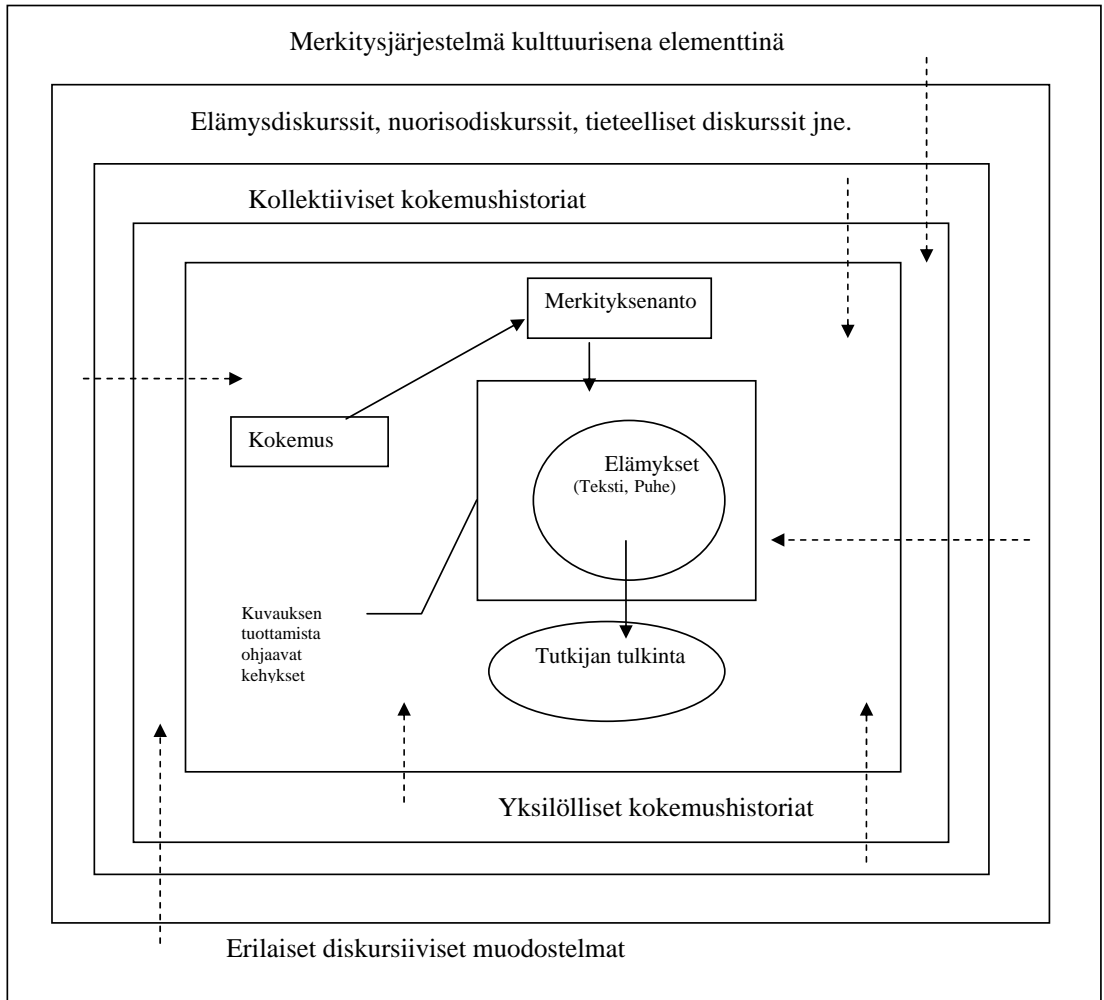 Merkitysjärjestelmä kulttuurisena elementtinä
Elämysdiskurssit, nuorisodiskurssit, tieteelliset diskurssit jne.
Kollektiiviset kokemushistoriat
Merkityksenanto
Kokemus
Elämykset
(Teksti, Puhe)
Kuvauksen
tuottamista
ohjaavat
kehykset
Tutkijan tulkinta
Yksilölliset kokemushistoriat
Erilaiset diskursiiviset muodostelmat